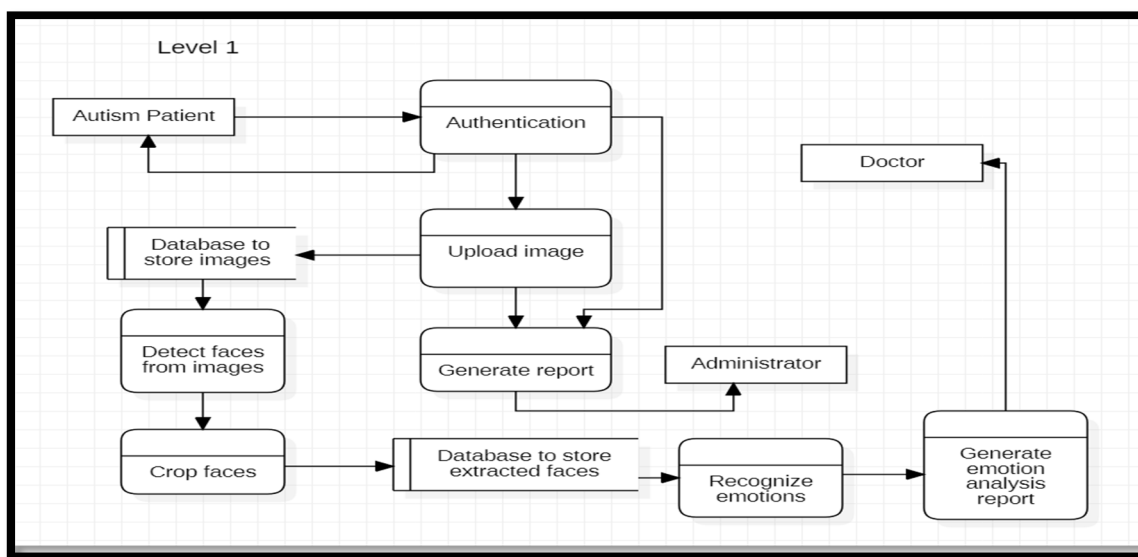 Level 1
Autism Patient
Authentication
Doctor
Database to
store images
Upload image
Detect faces
from images
Generate report
Administrator
Crop faces
Database to store
extracted faces
Recognize
emotions
Generate
emotion
analysis
report